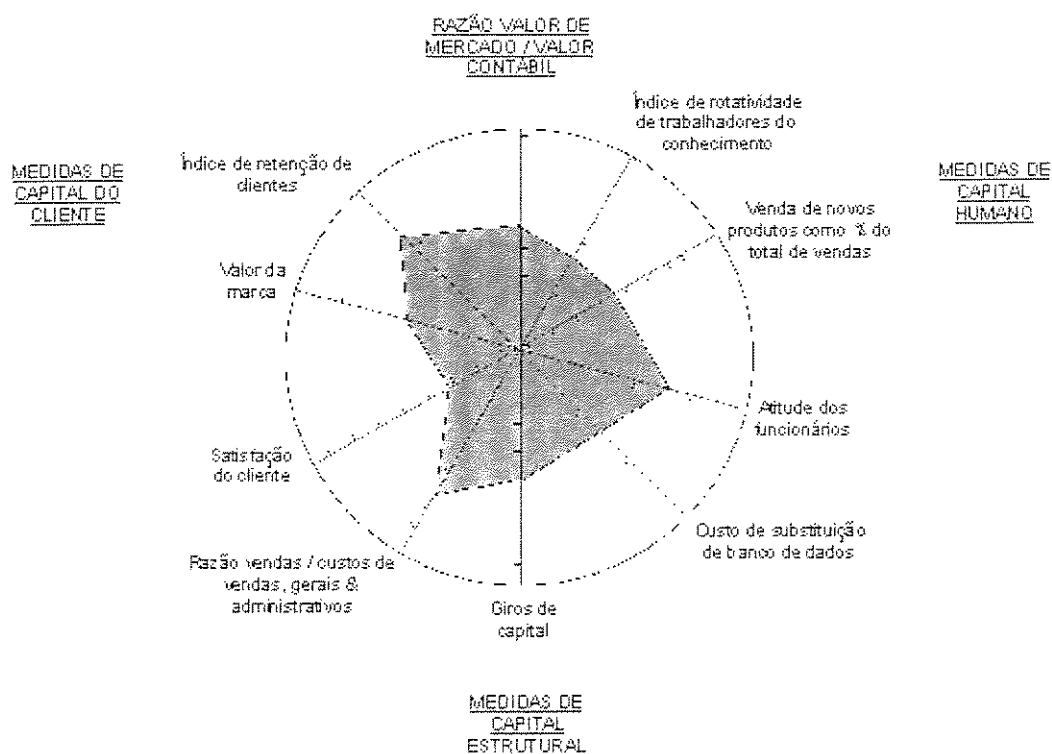 RAZÃO VALOR DE
MERCADO / VALOR
CONTÁBIL
Índice de rotatividade
de trabalhadores do
conhecimento
MEDIDAS DE
CAPITAL
HUMANO
Venda de novos
produtos como % do
total de vendas
Atitude dos
funcionários
Custo de substituição
de banco de dados
Giros de
capital
MEDIDAS DE
CAPITAL
ESTRUTURAL
Razão vendas / custos de
vendas, gerais &
administrativos
Satisfação
do cliente
Valor da
marca
Índice de retenção de
clientes
MEDIDAS DE
CAPITAL DO
CLIENTE